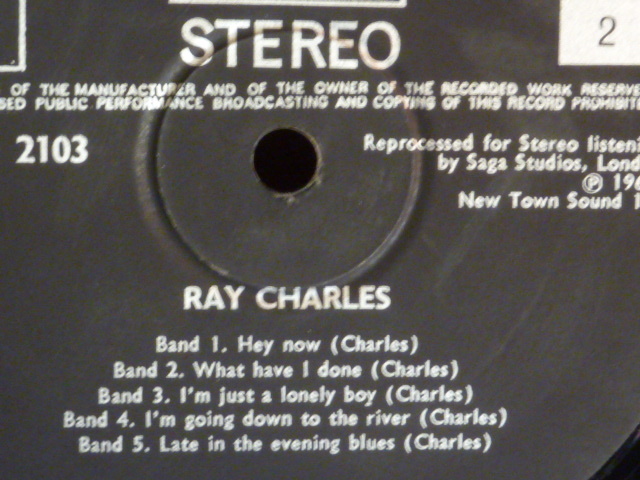 STEREO
2
OF THE MANUFACTURER AND OF THE OWNER OF THE RECORDED WORK RESERVE
SED PUBLIC PERFORMANCE BROADCASTING AND COPYING OF THIS RECORD PROHIBITE
2103
Reprocessed for Stereo listeni
by Saga Studios, Lond
℗ 196
New Town Sound
RAY CHARLES
Band 1. Hey now (Charles)
Band 2. What have I done (Charles)
Band 3. I'm just a lonely boy (Charles)
Band 4. I'm going down to the river (Charles)
Band 5. Late in the evening blues (Charles)